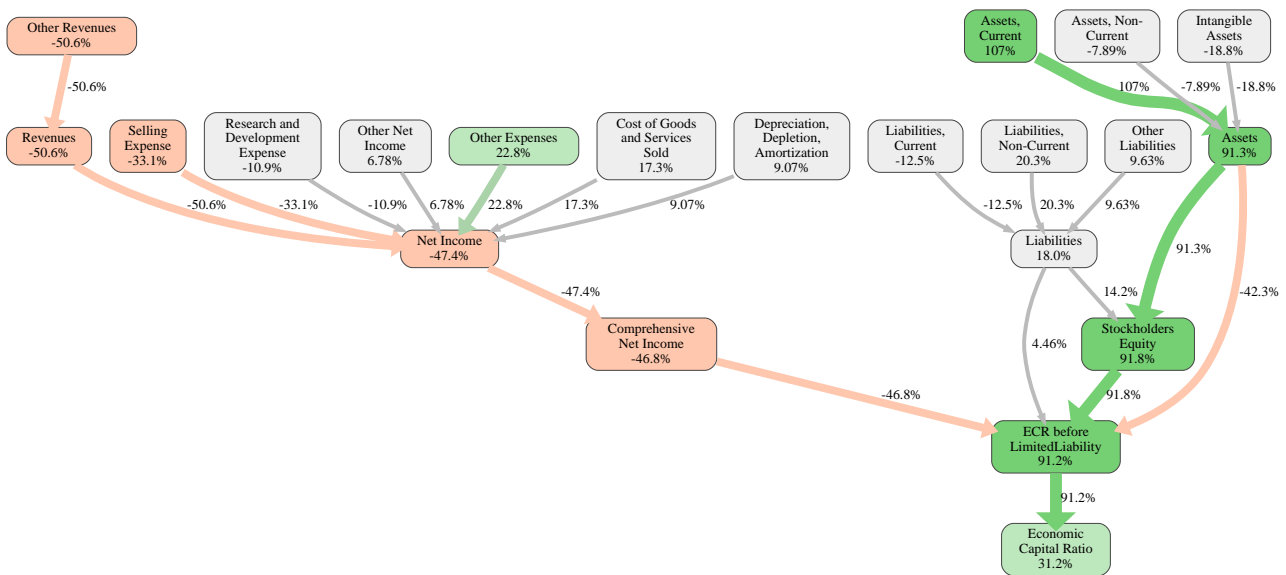 Other Revenues
-50.6%
Assets,
Current
107%
Assets, Non-
Current
-7.89%
Intangible
Assets
-18.8%
-50.6%
107%
-7.89%
-18.8%
Revenues
-50.6%
Selling
Expense
-33.1%
Research and
Development
Expense
-10.9%
Other Net
Income
6.78%
Other Expenses
22.8%
Cost of Goods
and Services
Sold
17.3%
Depreciation,
Depletion,
Amortization
9.07%
Liabilities,
Current
-12.5%
Liabilities,
Non-Current
20.3%
Other
Liabilities
9.63%
Assets
91.3%
-50.6%
-33.1%
-10.9%
6.78%
22.8%
17.3%
9.07%
-12.5%
20.3%
9.63%
Net Income
-47.4%
Liabilities
18.0%
91.3%
-47.4%
14.2%
-42.3%
Comprehensive
Net Income
-46.8%
4.46%
Stockholders
Equity
91.8%
-46.8%
91.8%
ECR before
LimitedLiability
91.2%
91.2%
Economic
Capital Ratio
31.2%